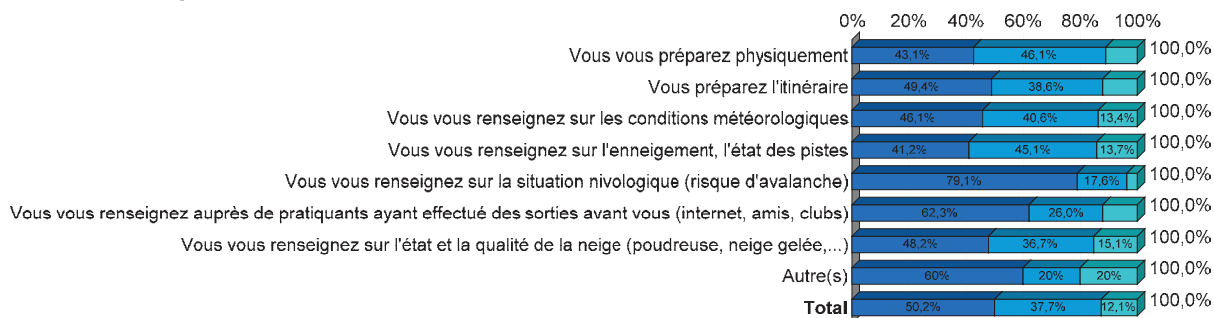 0% 20% 40% 60% 80% 100%
Vous vous préparez physiquement 43,1% 46,1% 100,0%
Vous préparez l'itinéraire 49,4% 38,6% 100,0%
Vous vous renseignez sur les conditions météorologiques 46,1% 40,6% 13,4% 100,0%
Vous vous renseignez sur l'enneigement, l'état des pistes 41,2% 45,1% 13,7% 100,0%
Vous vous renseignez sur la situation nivologique (risque d'avalanche) 79,1% 17,6% 100,0%
Vous vous renseignez auprès de pratiquants ayant effectué des sorties avant vous (internet, amis, clubs) 62,3% 26,0% 100,0%
Vous vous renseignez sur l'état et la qualité de la neige (poudreuse, neige gelée,...) 48,2% 36,7% 15,1% 100,0%
Autre(s) 60% 20% 20% 100,0%
Total 50,2% 37,7% 12,1% 100,0%